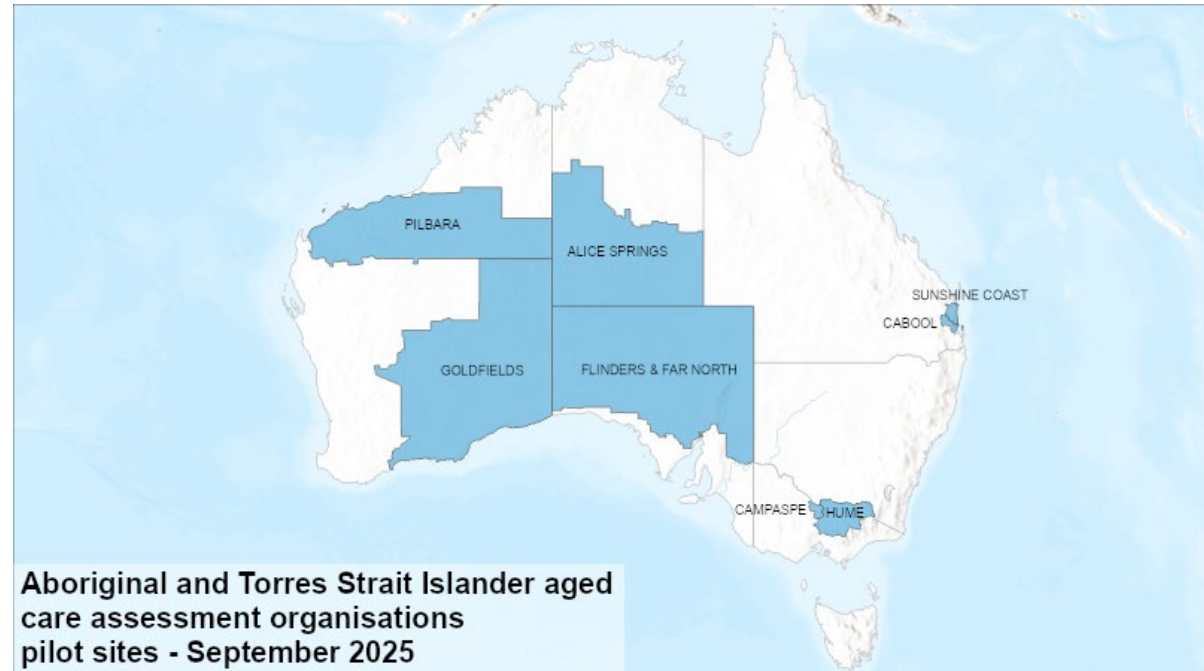 PILBARA
ALICE SPRINGS
SUNSHINE COAST
CABOOL
GOLDFIELDS
FLINDERS & FAR NORTH
CAMPASPE
HUME
Aboriginal and Torres Strait Islander aged
care assessment organisations
pilot sites - September 2025